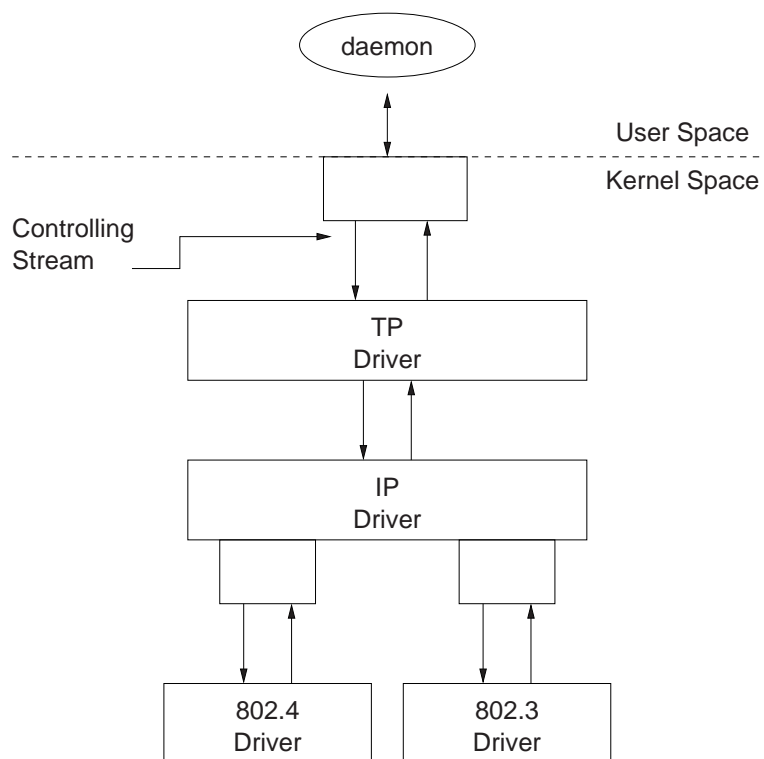 daemon
User Space
Kernel Space
Controlling
Stream
TP
Driver
IP
Driver
802.4
Driver
802.3
Driver